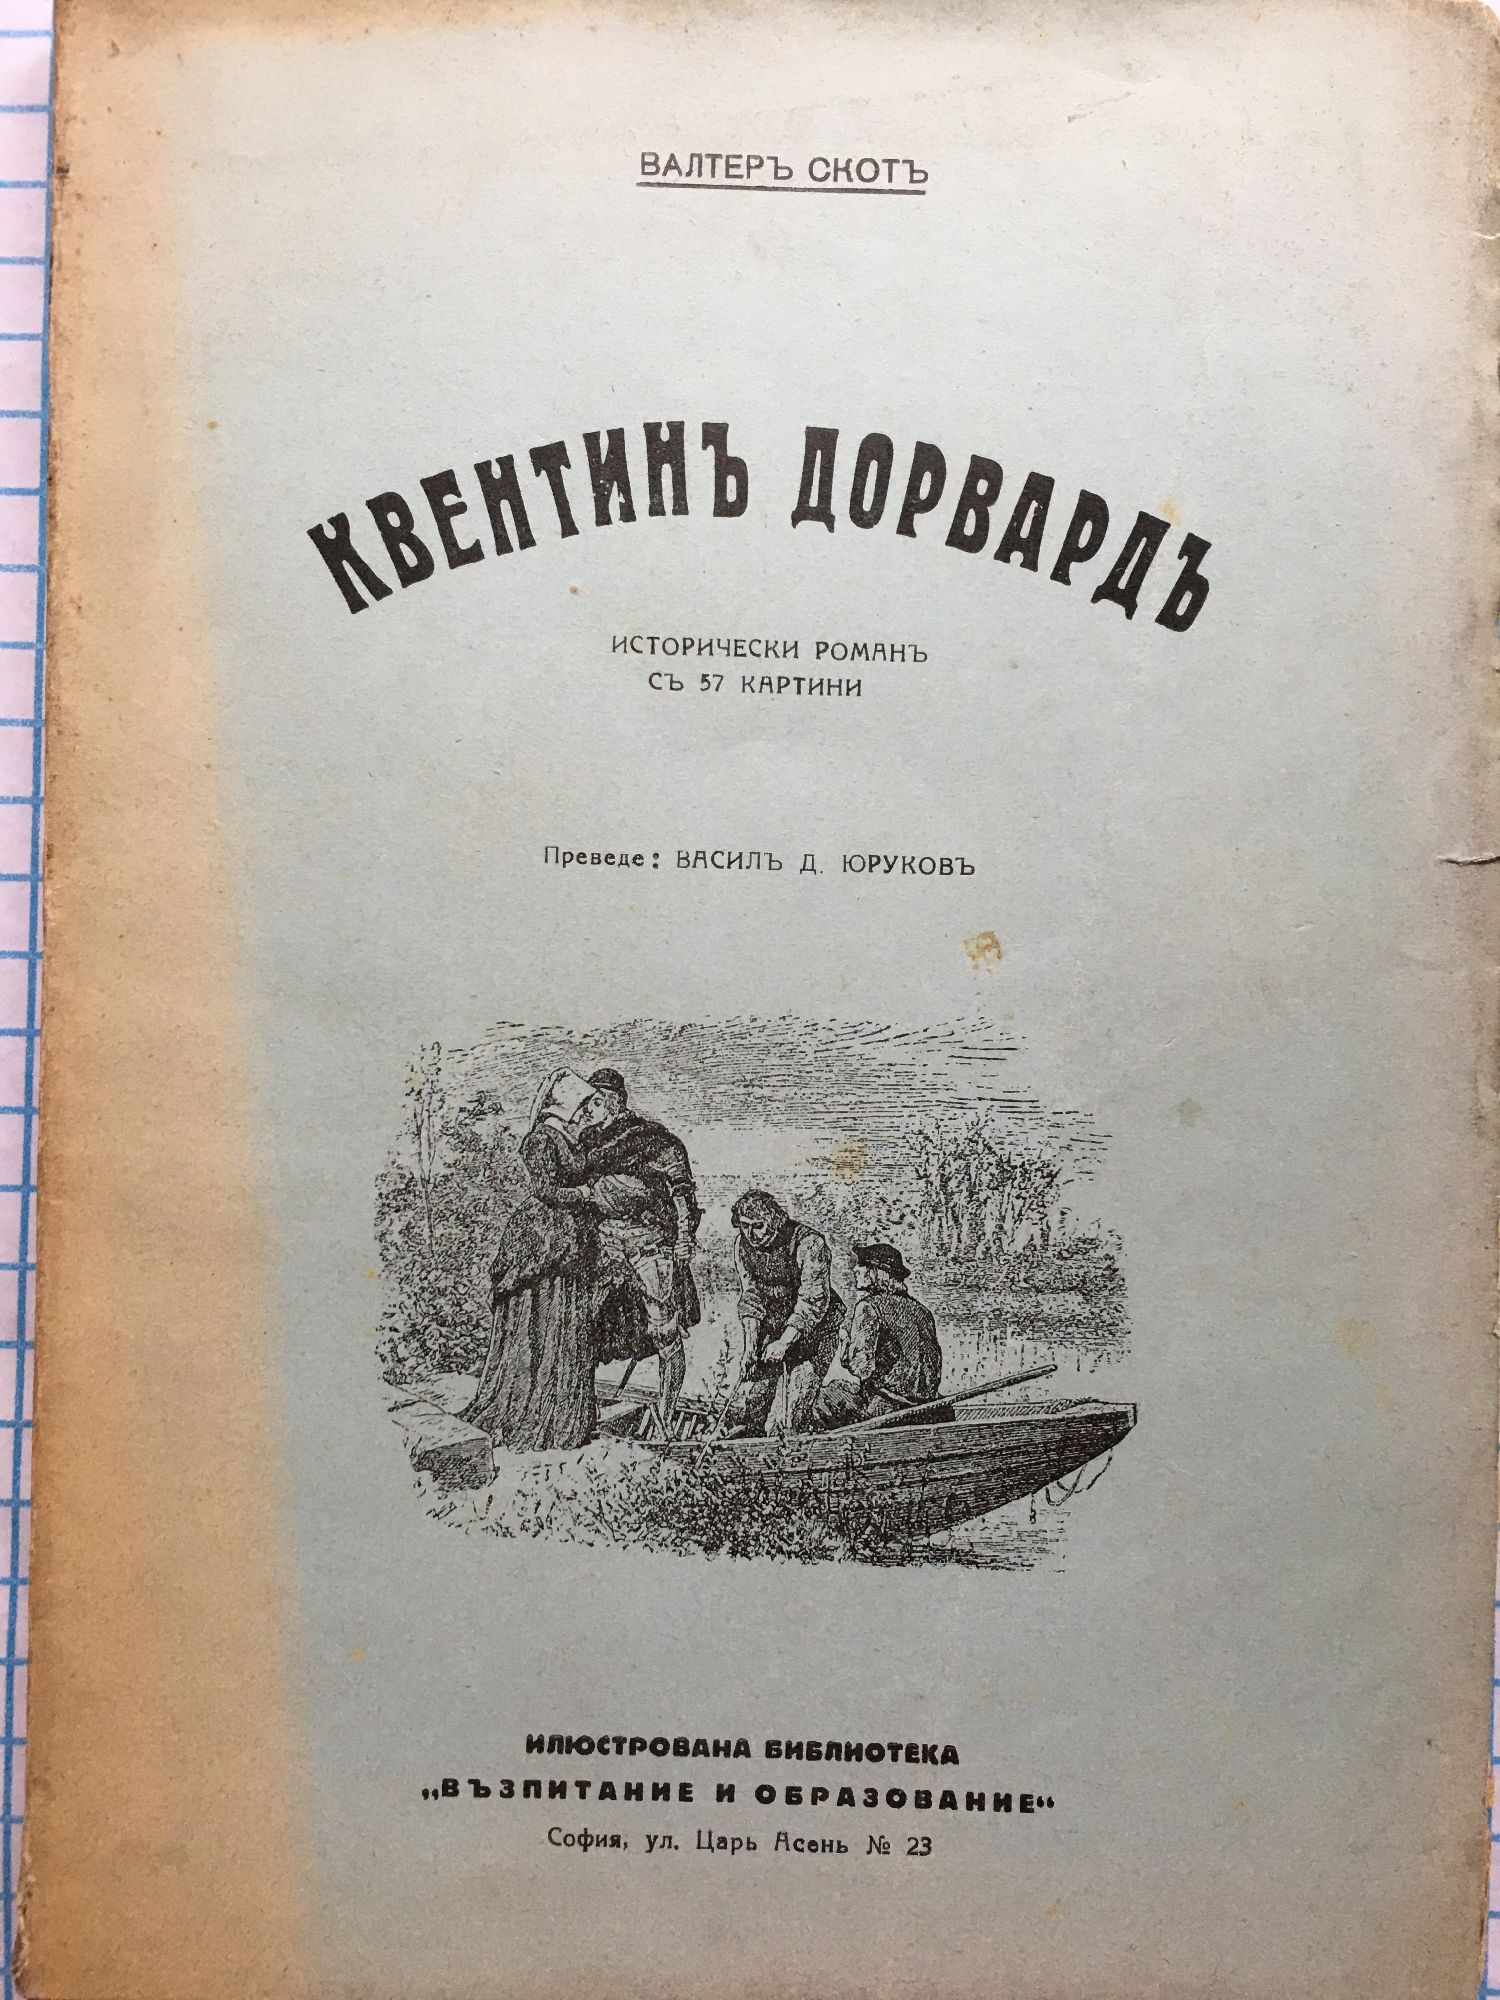 ВАЛТЕРЪ СКОТЪ
КВЕНТИНЪ ДОРВАРДЪ
ИСТОРИЧЕСКИ РОМАНЪ
СЪ 57 КАРТИНИ
Преведе: ВАСИЛЪ Д. ЮРУКОВЪ
ИЛЮСТРОВАНА БИБЛИОТЕКА
„ВЪЗПИТАНИЕ И ОБРАЗОВАНИЕ“
София, ул. Царь Асень № 23